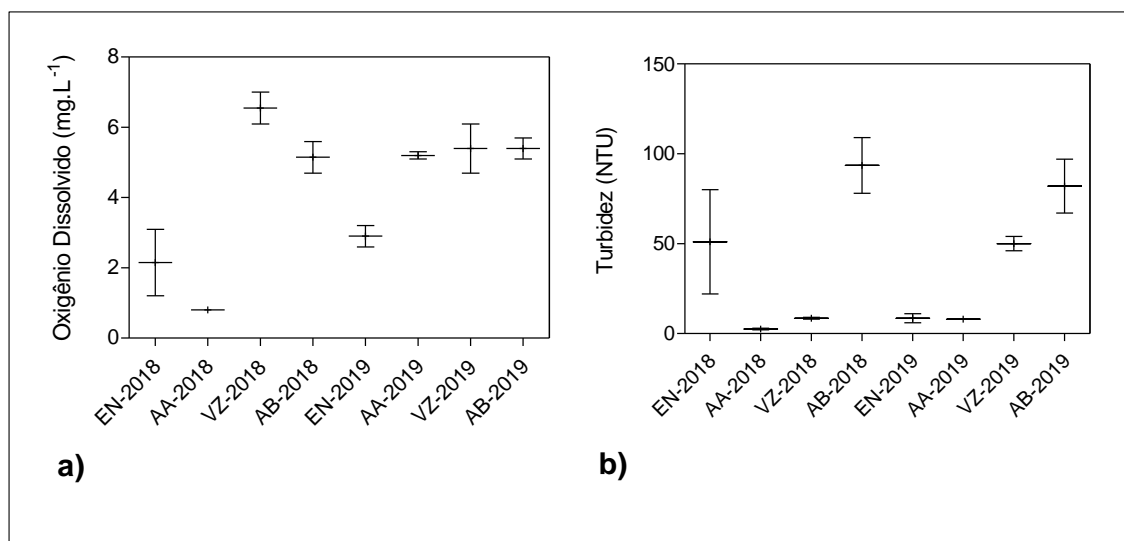 Oxigênio Dissolvido (mg.L⁻¹)
8
6
4
2
0
EN-2018
AA-2018
VZ-2018
AB-2018
EN-2019
AA-2019
VZ-2019
AB-2019
a)
Turbidez (NTU)
150
100
50
0
EN-2018
AA-2018
VZ-2018
AB-2018
EN-2019
AA-2019
VZ-2019
AB-2019
b)